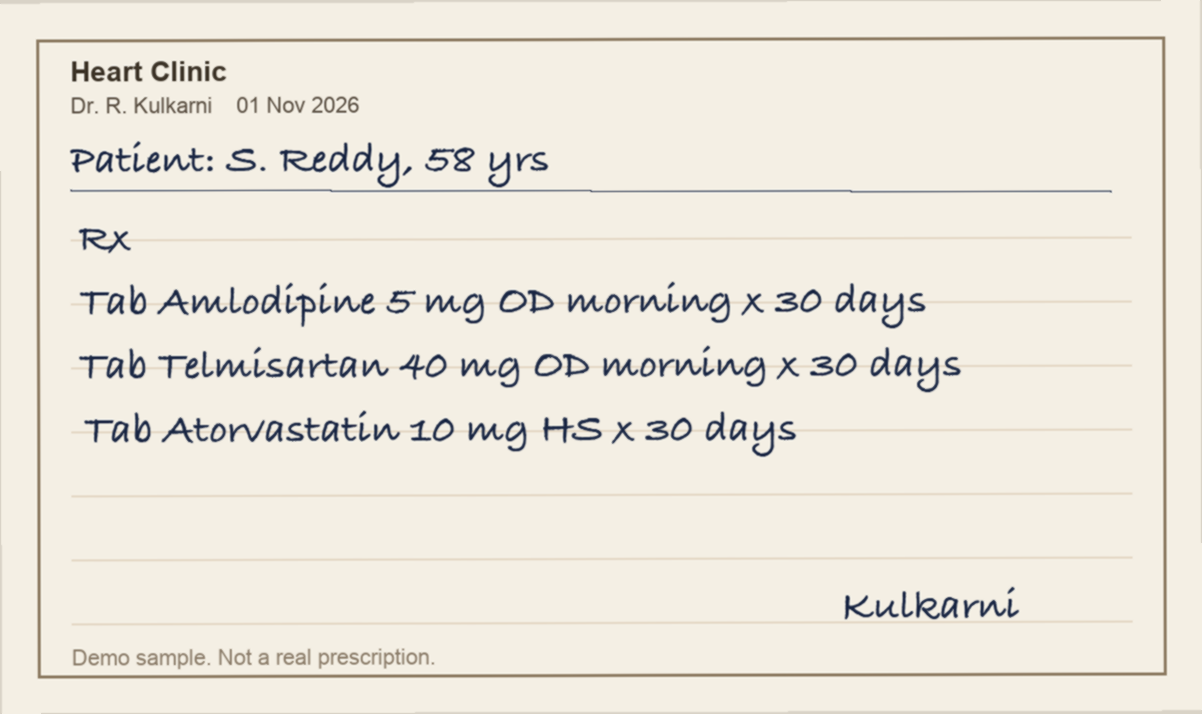 Heart Clinic
Dr. R. Kulkarni 01 Nov 2026
Patient: S. Reddy, 58 yrs
Rx
Tab Amlodipine 5 mg OD morning x 30 days
Tab Telmisartan 40 mg OD morning x 30 days
Tab Atorvastatin 10 mg HS x 30 days
Kulkarni
Demo sample. Not a real prescription.